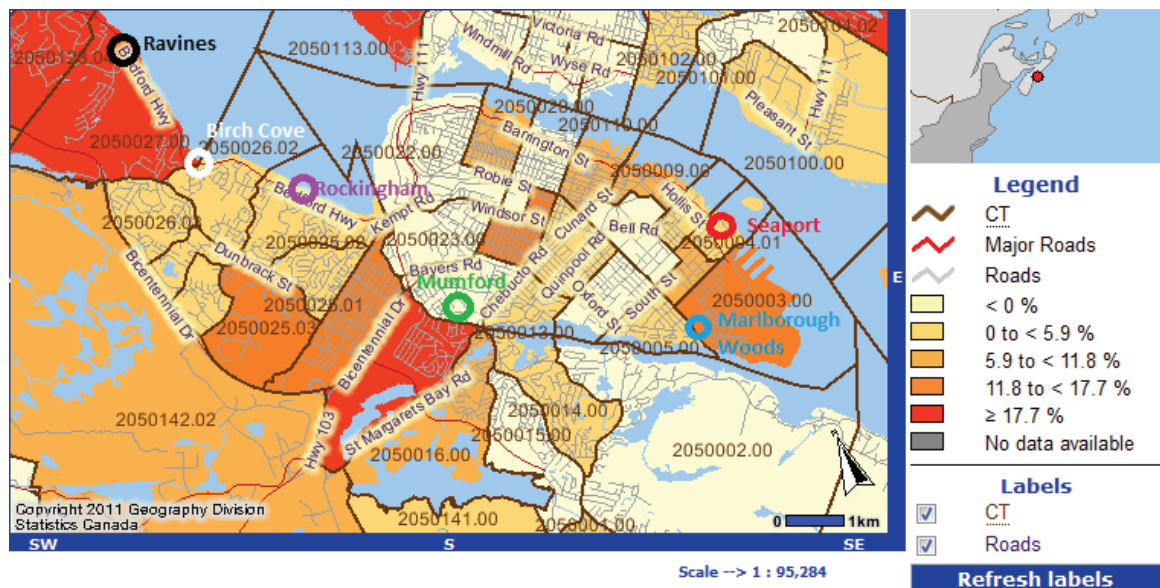 Ravines
Birch Cove
Rockingham
Mumford
Seaport
Marlborough
Woods
2050123.04
2050113.00
2050102.00
2050104.02
2050101.00
2050100.00
2050110.00
2050028.00
2050027.00
2050026.02
2050022.00
2050009.00
2050026.03
2050025.02
2050023.00
2050004.01
2050025.01
2050025.03
2050003.00
2050013.00
2050005.00
2050142.02
2050014.00
2050015.00
2050016.00
2050002.00
2050141.00
2050001.00
Bedford Hwy
Hwy 111
Windmill Rd
Victoria Rd
Wyse Rd
Hwy 111
Pleasant St
Barrington St
Robie St
Windsor St
Kempt Rd
Bedford Hwy
Cunard St
Hollis St
Bell Rd
Bayers Rd
Chebucto Rd
Quinpool Rd
Oxford St
South St
Dunbrack St
Bicentennial Dr
Bicentennial Dr
Hwy 103
St Margarets Bay Rd
Copyright 2011 Geography Division
Statistics Canada
0 1km
SW S SE
E
Scale --> 1 : 95,284
Legend
CT
Major Roads
Roads
< 0 %
0 to < 5.9 %
5.9 to < 11.8 %
11.8 to < 17.7 %
≥ 17.7 %
No data available
Labels
CT
Roads
Refresh labels